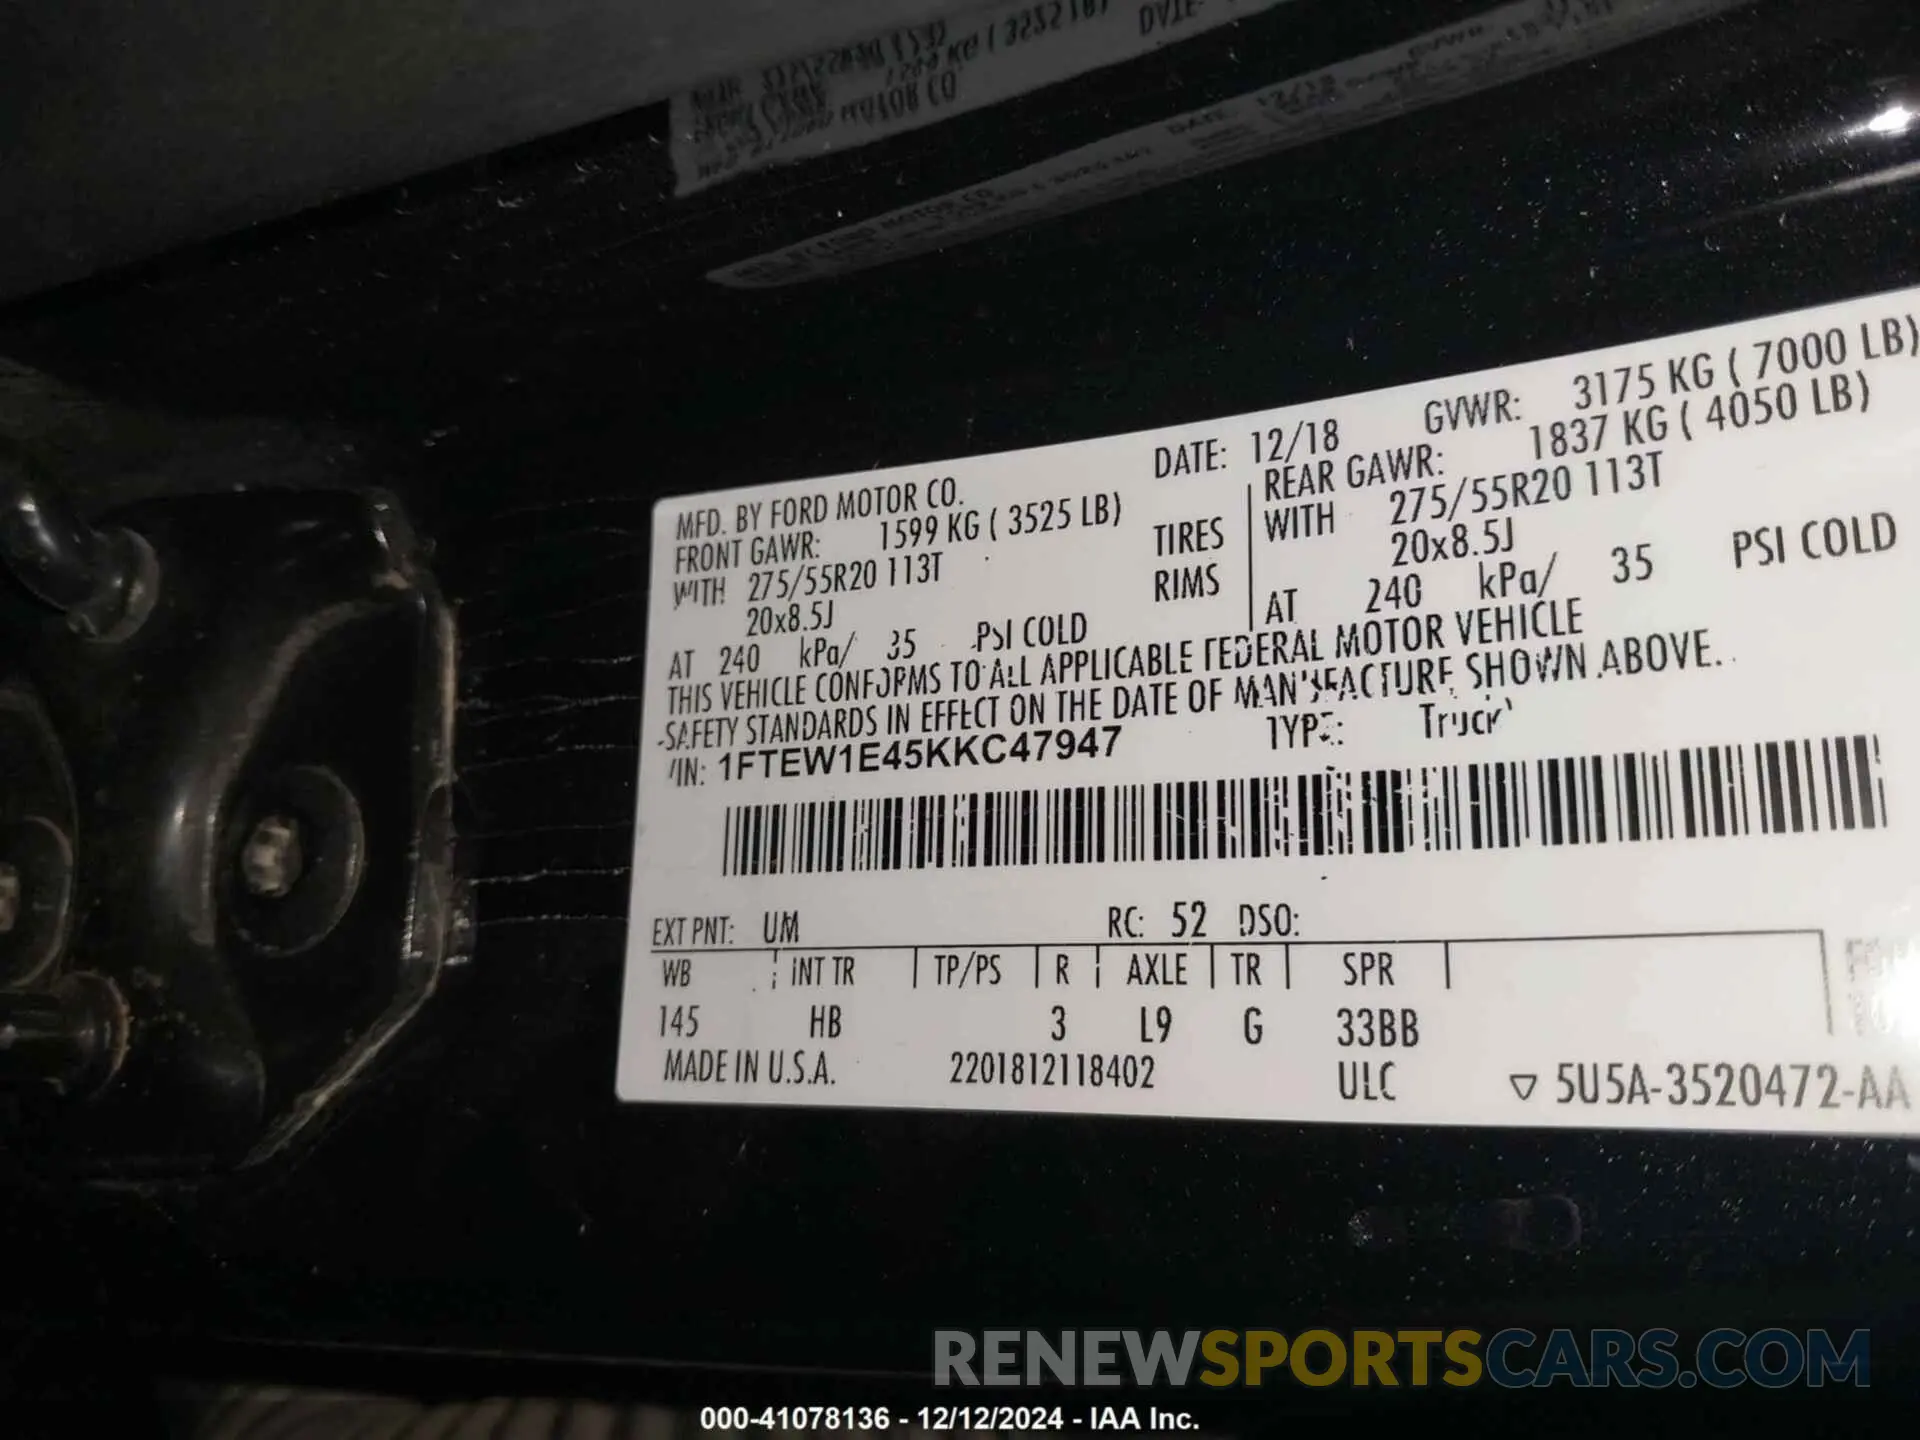 MFD. BY FORD MOTOR CO.
DATE: 12/18
GVWR: 3175 KG ( 7000 LB)
FRONT GAWR: 1599 KG ( 3525 LB)
REAR GAWR: 1837 KG ( 4050 LB)
WITH 275/55R20 113T
TIRES
WITH 275/55R20 113T
20x8.5J
RIMS
20x8.5J
AT 240 kPa/ 35 PSI COLD
AT 240 kPa/ 35 PSI COLD
THIS VEHICLE CONFORMS TO ALL APPLICABLE FEDERAL MOTOR VEHICLE
SAFETY STANDARDS IN EFFECT ON THE DATE OF MANUFACTURE SHOWN ABOVE.
VIN: 1FTEW1E45KKC47947
TYPE: Truck
EXT PNT: UM RC: 52 DSO:
WB INT TR TP/PS R AXLE TR SPR
145 HB 3 L9 G 33BB
MADE IN U.S.A. 2201812118402 ULC ▽ 5U5A-3520472-AA
RENEWSPORTSCARS.COM
000-41078136 - 12/12/2024 - IAA Inc.